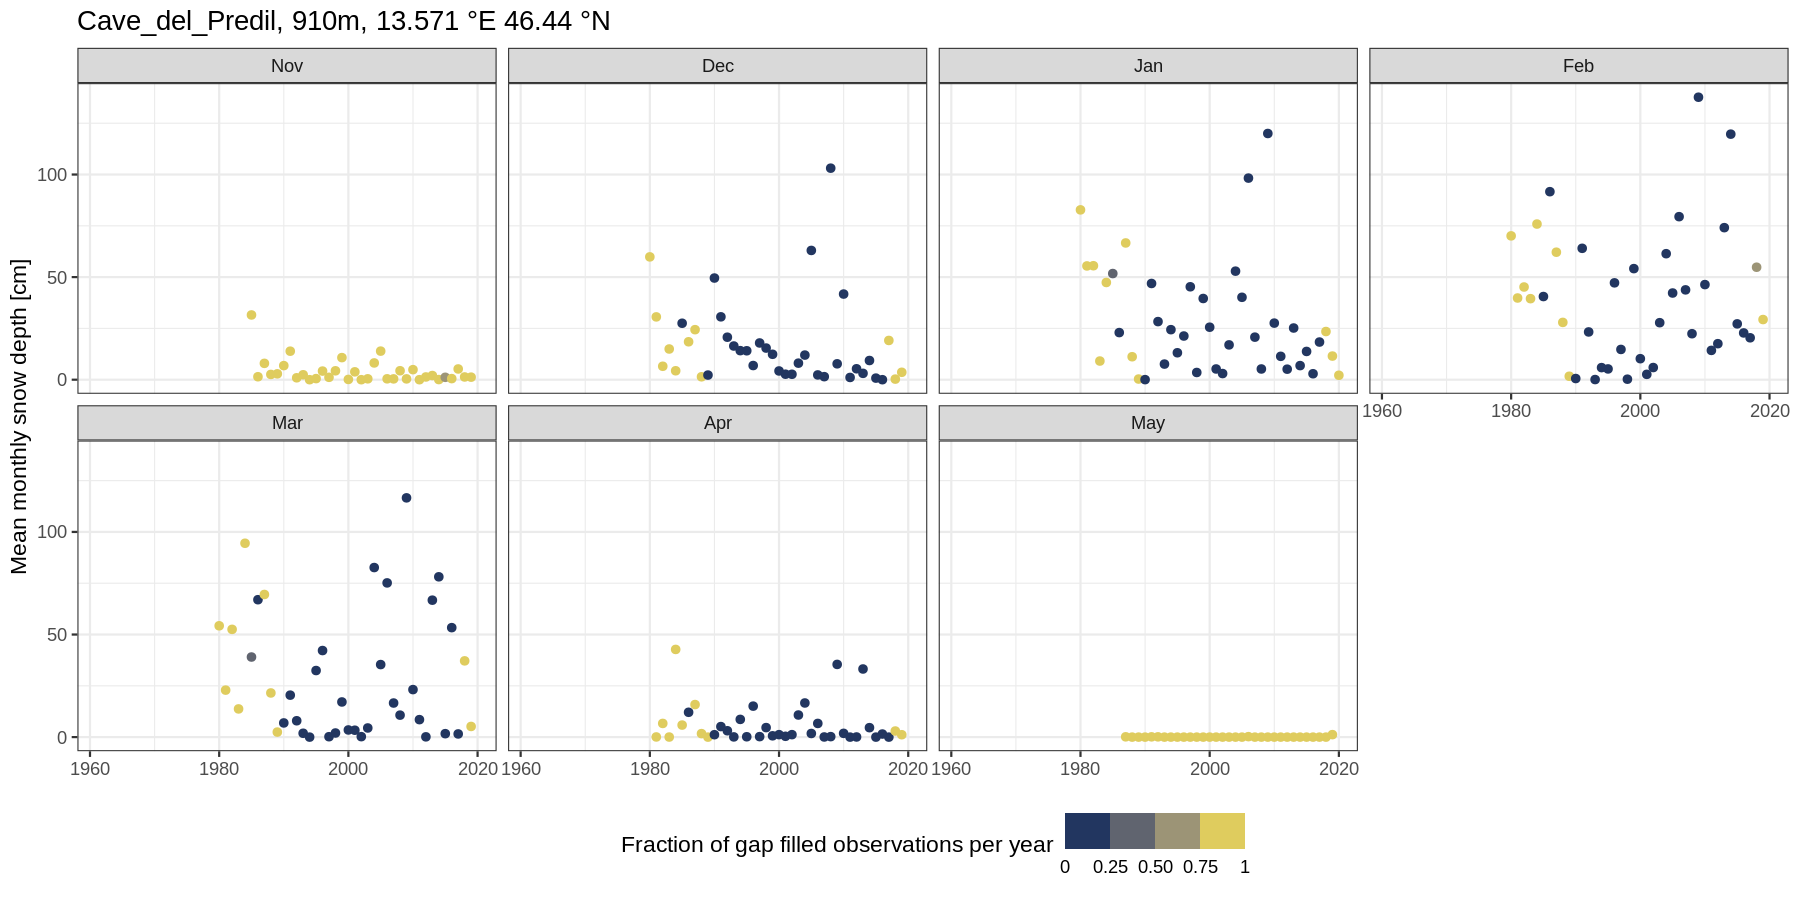 Cave_del_Predil, 910m, 13.571 °E 46.44 °N
Nov Dec Jan Feb
Mean monthly snow depth [cm]
100
50
0
1960 1980 2000 2020
Mar Apr May
100
50
0
1960 1980 2000 2020 1960 1980 2000 2020 1960 1980 2000 2020
Fraction of gap filled observations per year
0 0.25 0.50 0.75 1